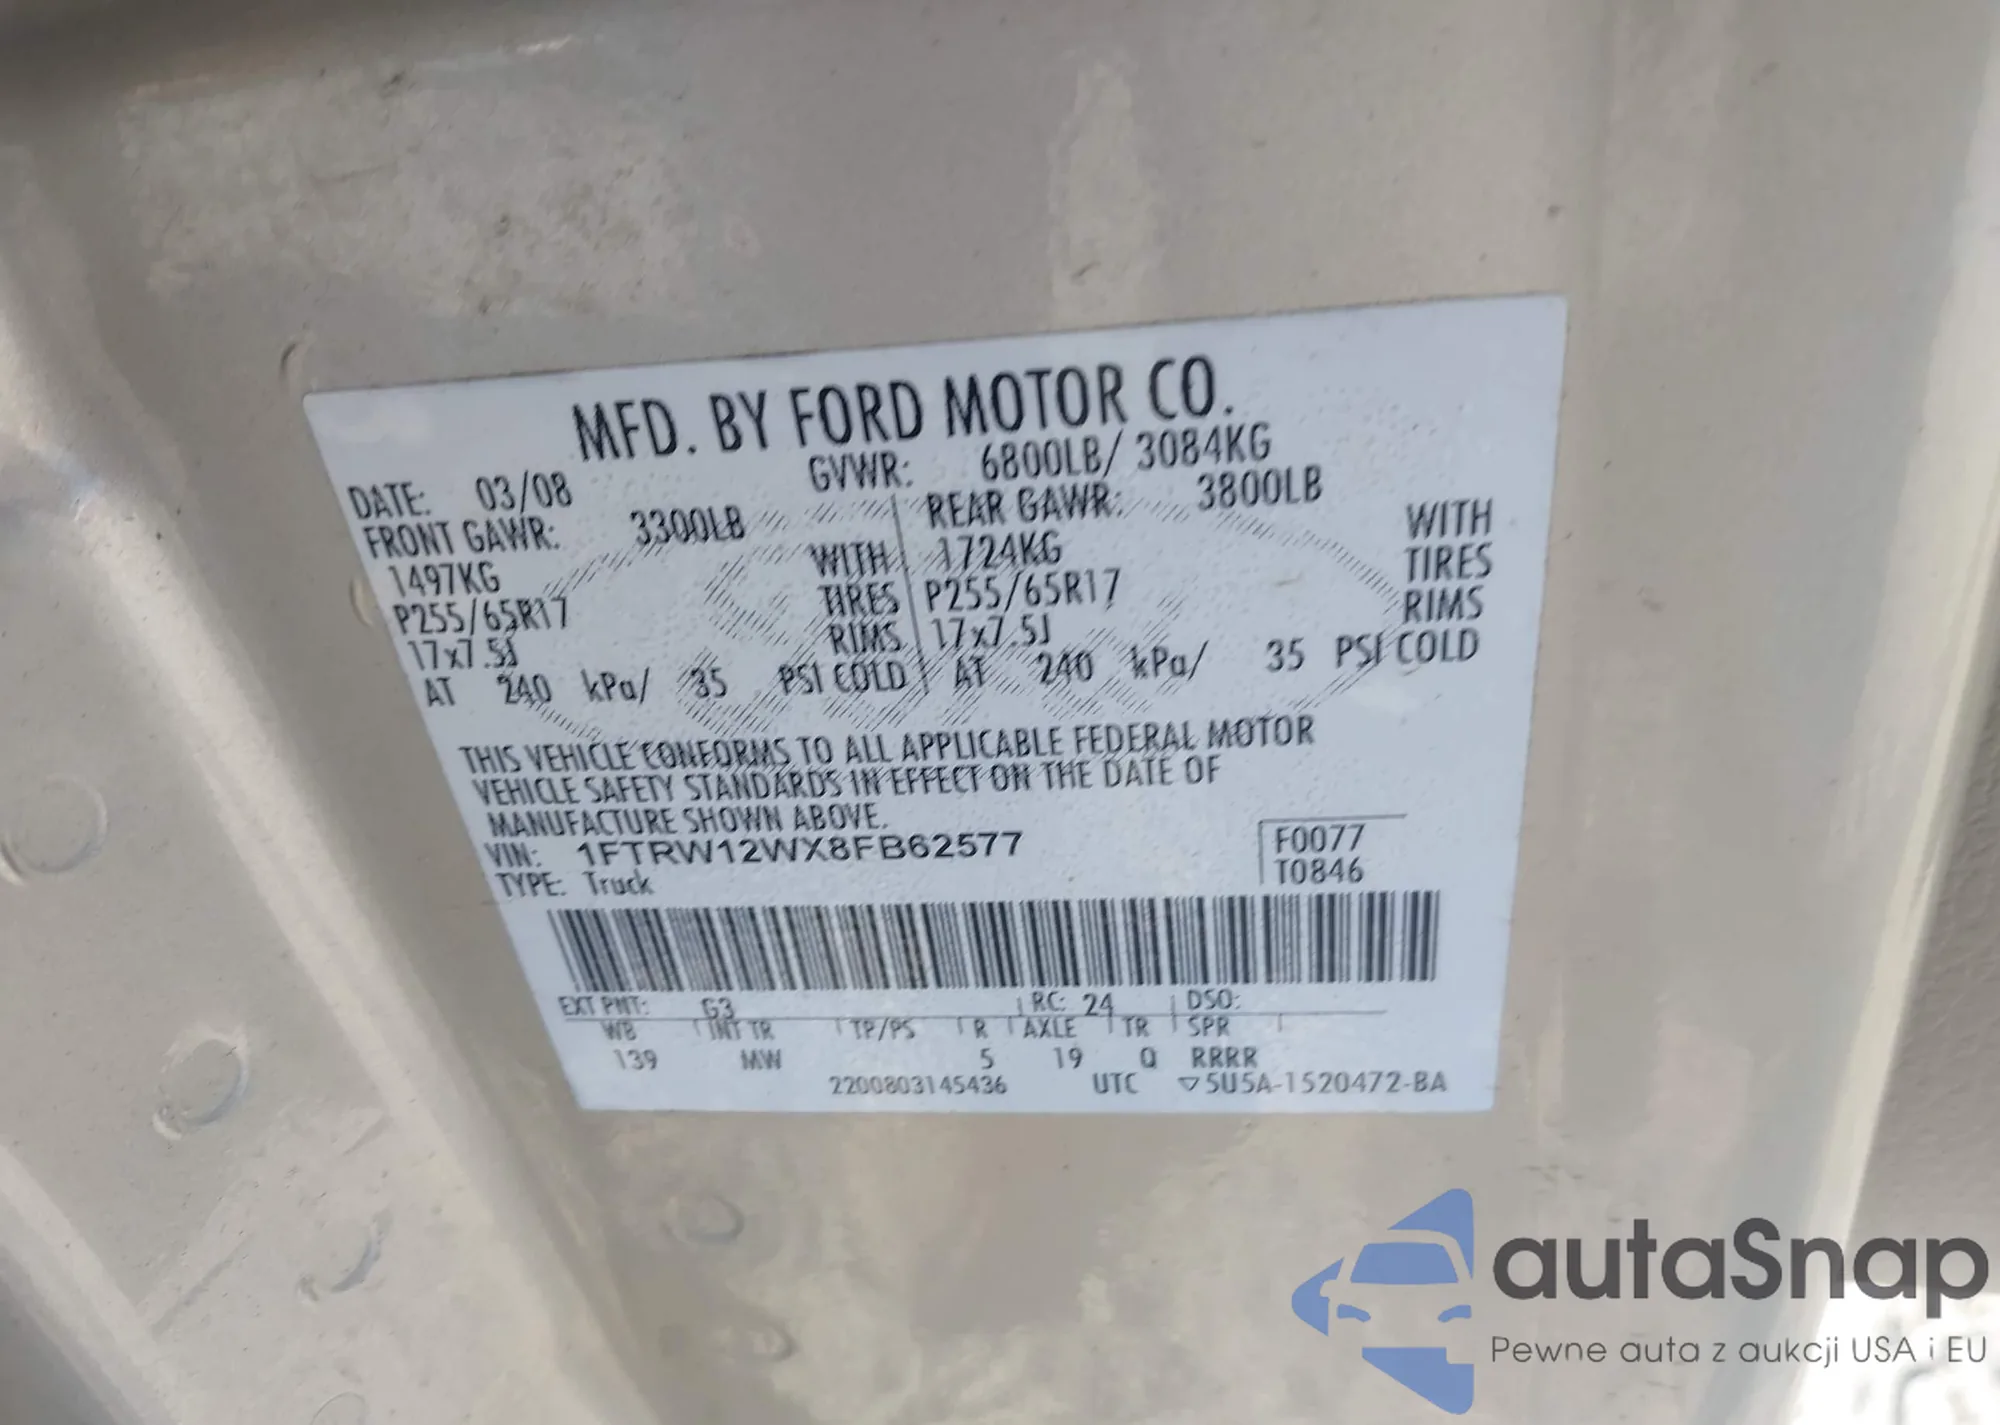 MFD. BY FORD MOTOR CO.
DATE: 03/08 GVWR: 6800LB/ 3084KG
FRONT GAWR: 3300LB REAR GAWR: 3800LB
1497KG WITH 1724KG WITH
P255/65R17 TIRES P255/65R17 TIRES
17x7.5J RIMS 17x7.5J RIMS
AT 240 kPa/ 35 PSI COLD AT 240 kPa/ 35 PSI COLD
THIS VEHICLE CONFORMS TO ALL APPLICABLE FEDERAL MOTOR
VEHICLE SAFETY STANDARDS IN EFFECT ON THE DATE OF
MANUFACTURE SHOWN ABOVE.
VIN: 1FTRW12WX8FB62577 F0077
TYPE: Truck T0846
EXT PNT: G3 RC: 24 DSO:
WB INT TR TP/PS R AXLE TR SPR
139 MW 5 19 Q RRRR
2200803145436 UTC ▽5U5A-1520472-BA
autaSnap
Pewne auta z aukcji USA i EU